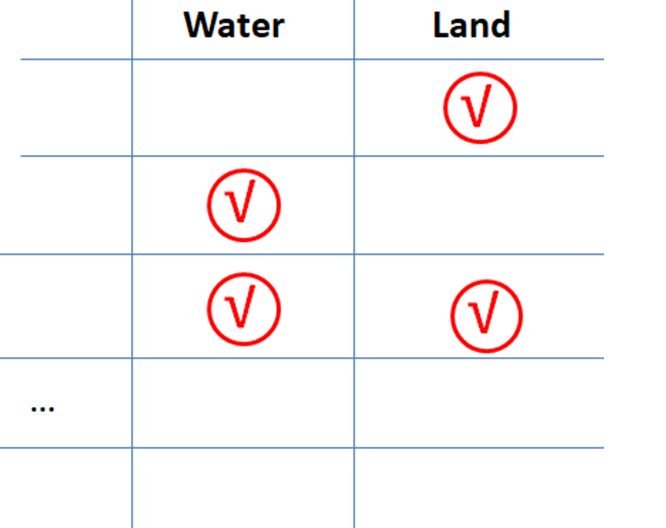 Water Land
√
√
√ √
...